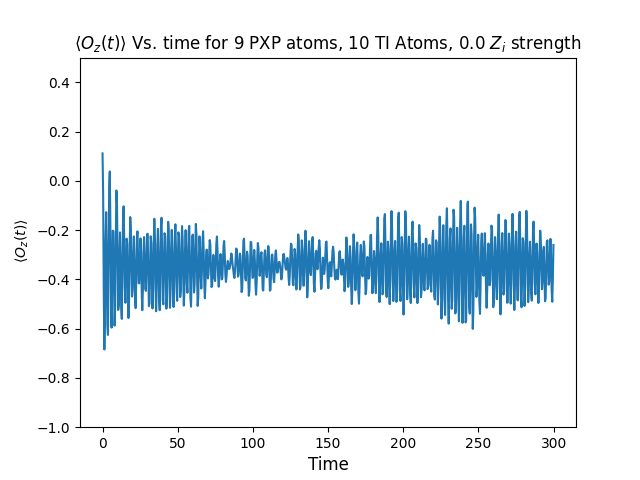 ⟨O_z(t)⟩ Vs. time for 9 PXP atoms, 10 TI Atoms, 0.0 Z_i strength
0.4
0.2
0.0
−0.2
−0.4
−0.6
−0.8
−1.0
⟨O_z(t)⟩
0 50 100 150 200 250 300
Time